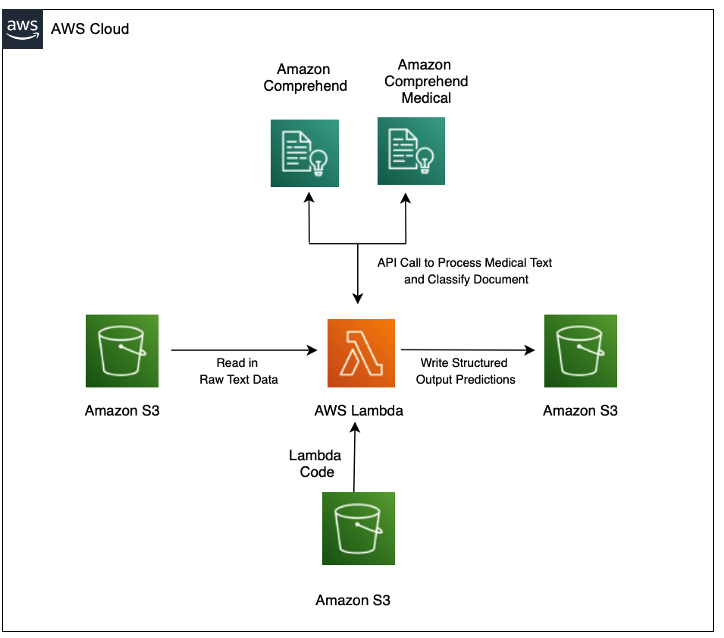 aws
AWS Cloud
Amazon
Comprehend
Amazon
Comprehend
Medical
API Call to Process Medical Text
and Classify Document
Read in
Raw Text Data
Write Structured
Output Predictions
Amazon S3
AWS Lambda
Amazon S3
Lambda
Code
Amazon S3